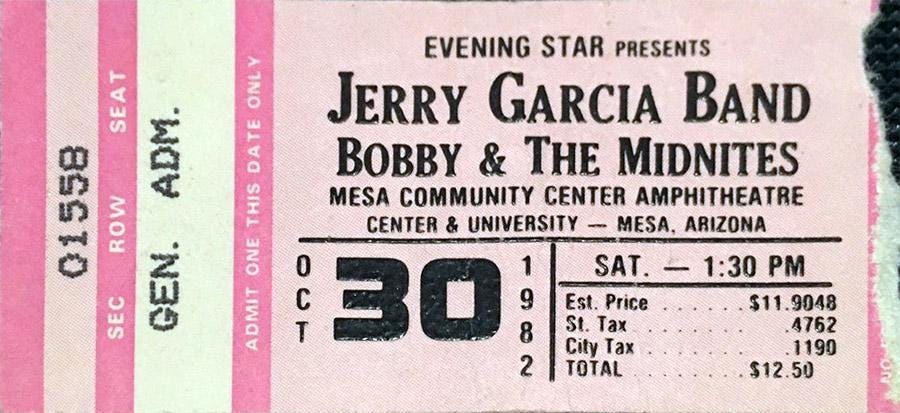 01558
SEC ROW SEAT
GEN. ADM.
ADMIT ONE THIS DATE ONLY
EVENING STAR PRESENTS
JERRY GARCIA BAND
BOBBY & THE MIDNITES
MESA COMMUNITY CENTER AMPHITHEATRE
CENTER & UNIVERSITY — MESA, ARIZONA
OCT 30 1982
SAT. — 1:30 PM
Est. Price . . . . . . . . $11.9048
St. Tax . . . . . . . . . . . .4762
City Tax . . . . . . . . . . .1190
TOTAL . . . . . . . . . . $12.50